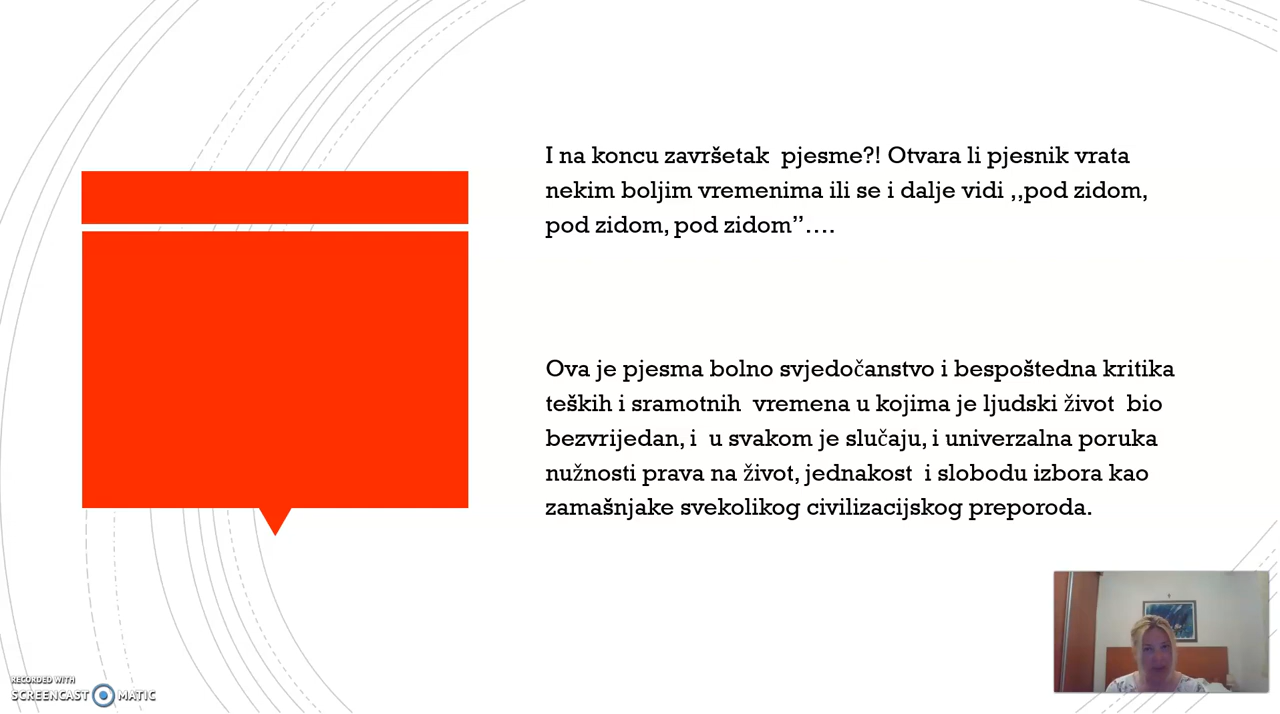 I na koncu završetak pjesme?! Otvara li pjesnik vrata
nekim boljim vremenima ili se i dalje vidi ,,pod zidom,
pod zidom, pod zidom”….
Ova je pjesma bolno svjedočanstvo i bespoštedna kritika
teških i sramotnih vremena u kojima je ljudski život bio
bezvrijedan, i u svakom je slučaju, i univerzalna poruka
nužnosti prava na život, jednakost i slobodu izbora kao
zamašnjake svekolikog civilizacijskog preporoda.
RECORDED WITH
SCREENCAST MATIC